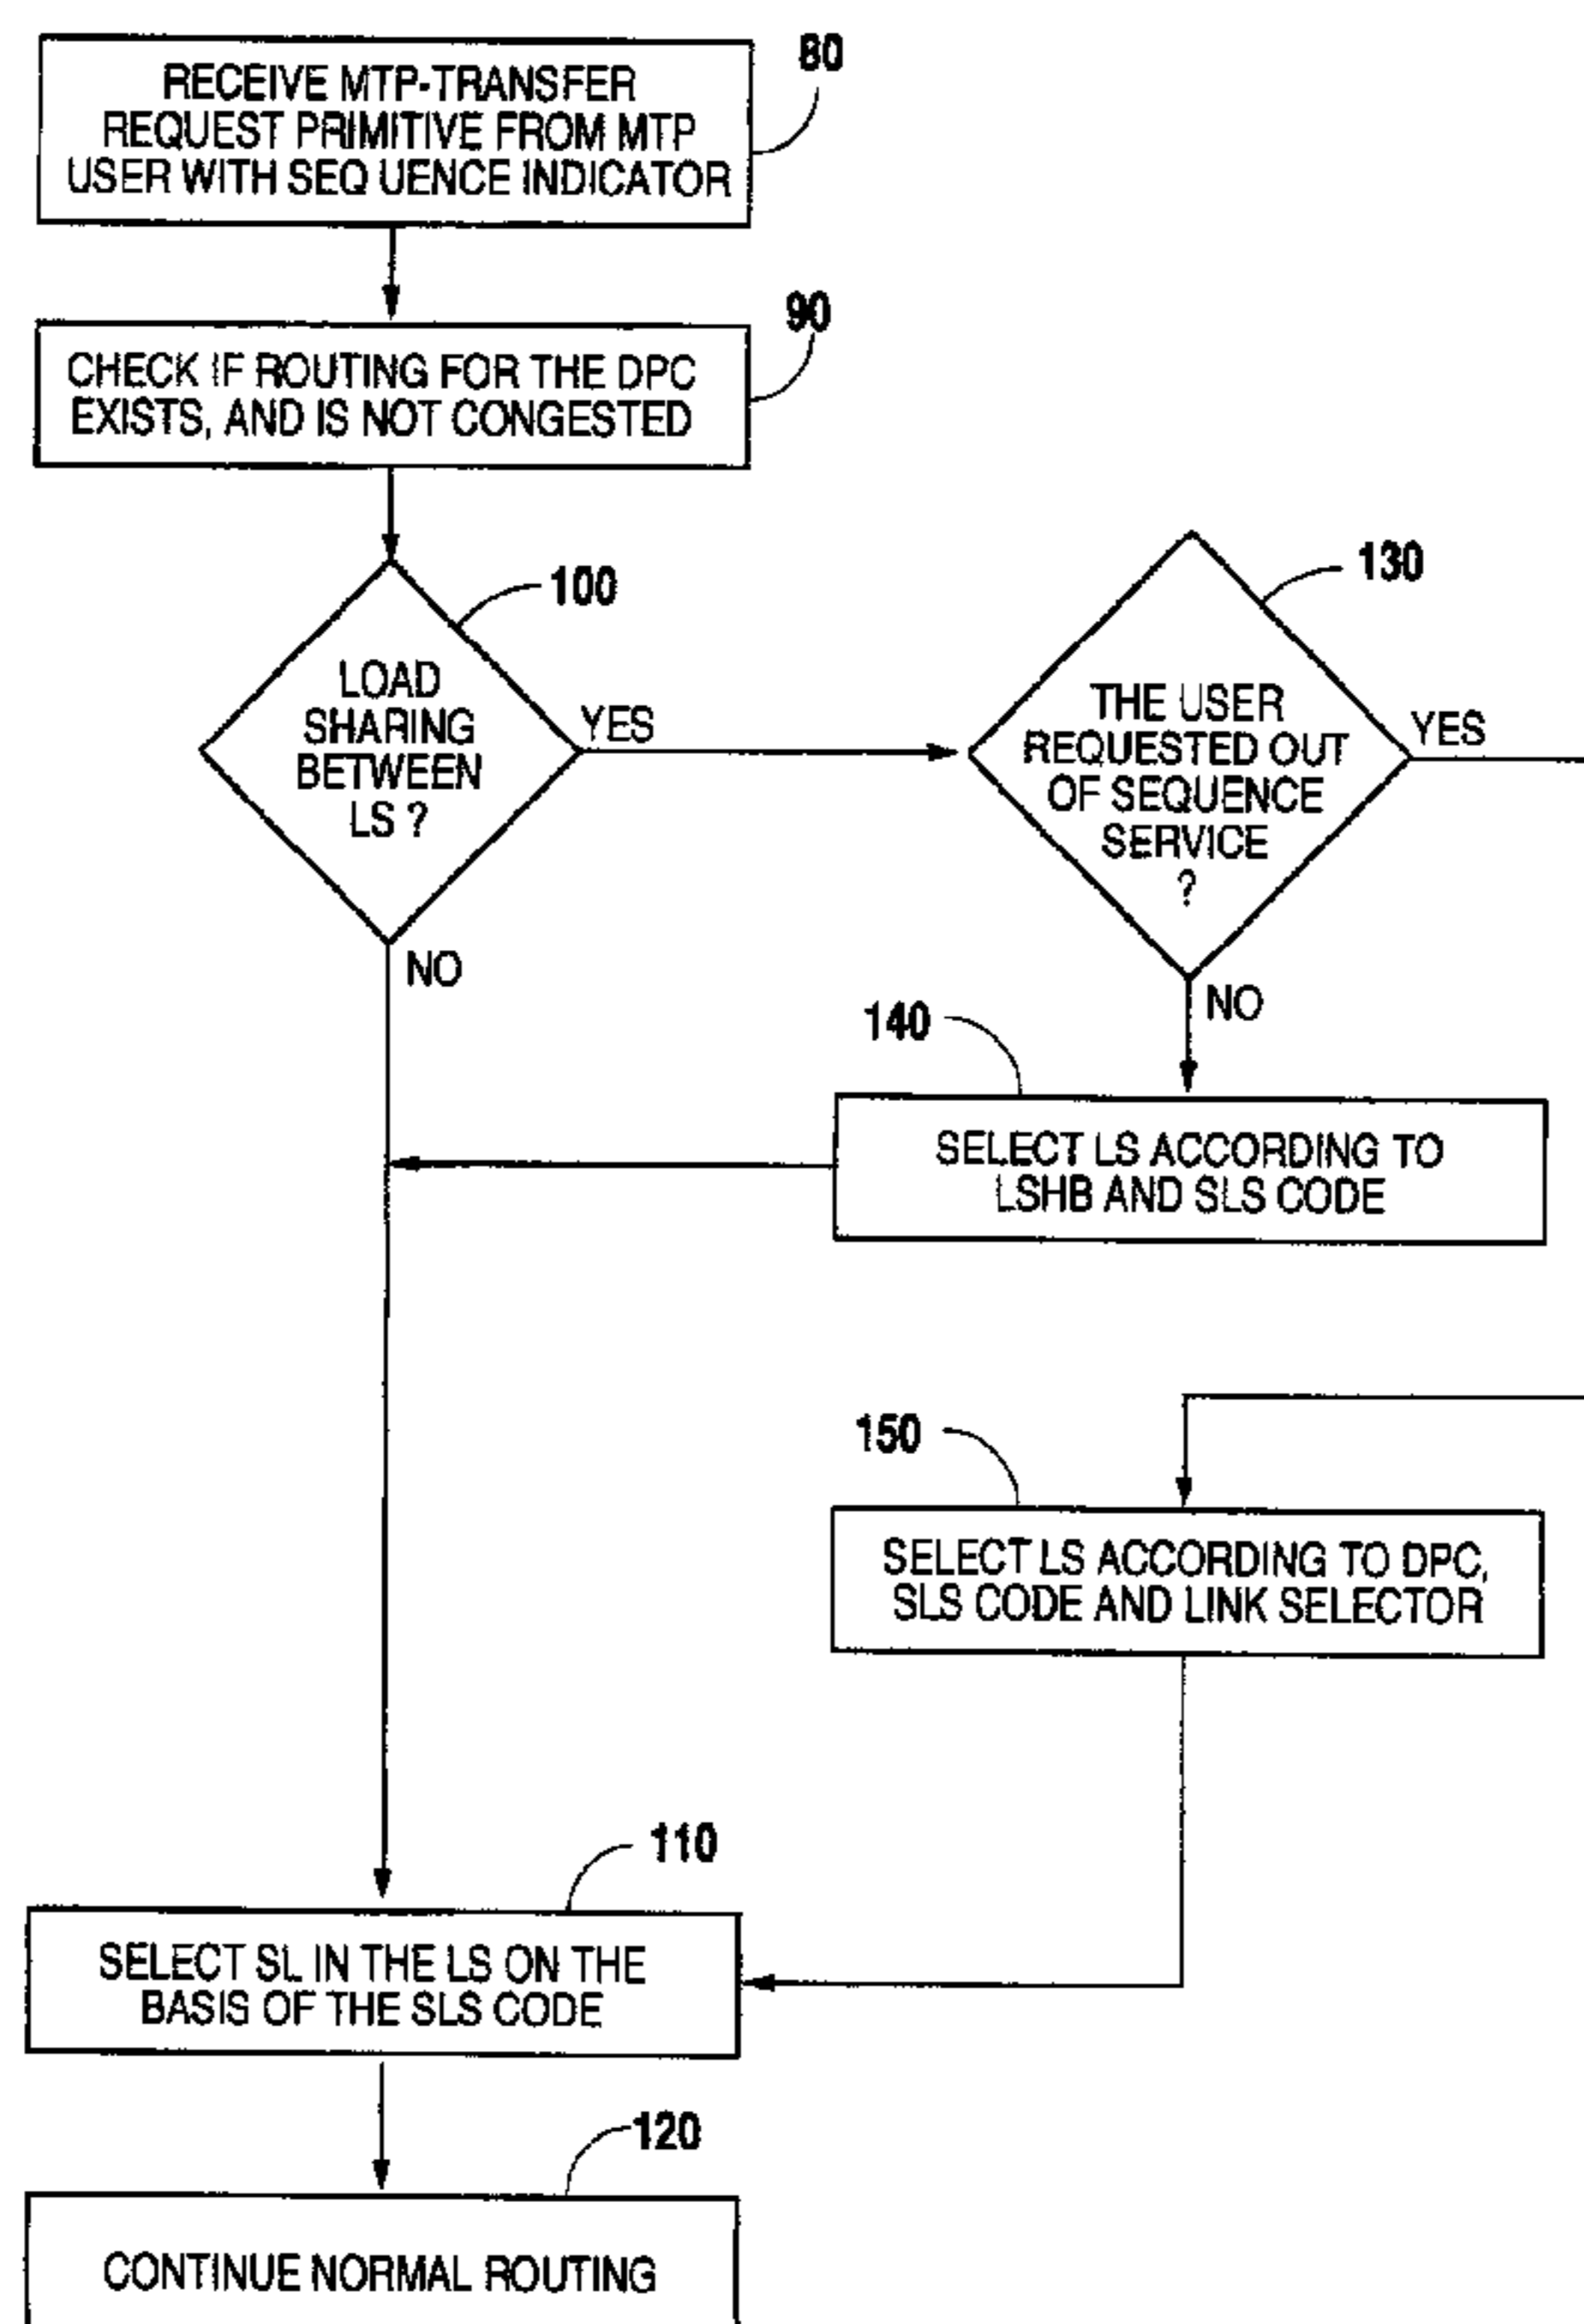 80
RECEIVE MTP-TRANSFER
REQUEST PRIMITIVE FROM MTP
USER WITH SEQ UENCE INDICATOR
90
CHECK IF ROUTING FOR THE DPC
EXISTS, AND IS NOT CONGESTED
100
LOAD
SHARING
BETWEEN
LS ?
YES
NO
130
THE USER
REQUESTED OUT
OF SEQUENCE
SERVICE
?
YES
NO
140
SELECT LS ACCORDING TO
LSHB AND SLS CODE
150
SELECT LS ACCORDING TO DPC,
SLS CODE AND LINK SELECTOR
110
SELECT SL IN THE LS ON THE
BASIS OF THE SLS CODE
120
CONTINUE NORMAL ROUTING